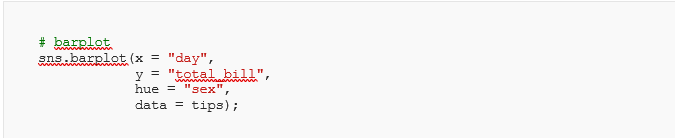 # barplot
sns.barplot(x = "day",
            y = "total_bill",
            hue = "sex",
            data = tips);